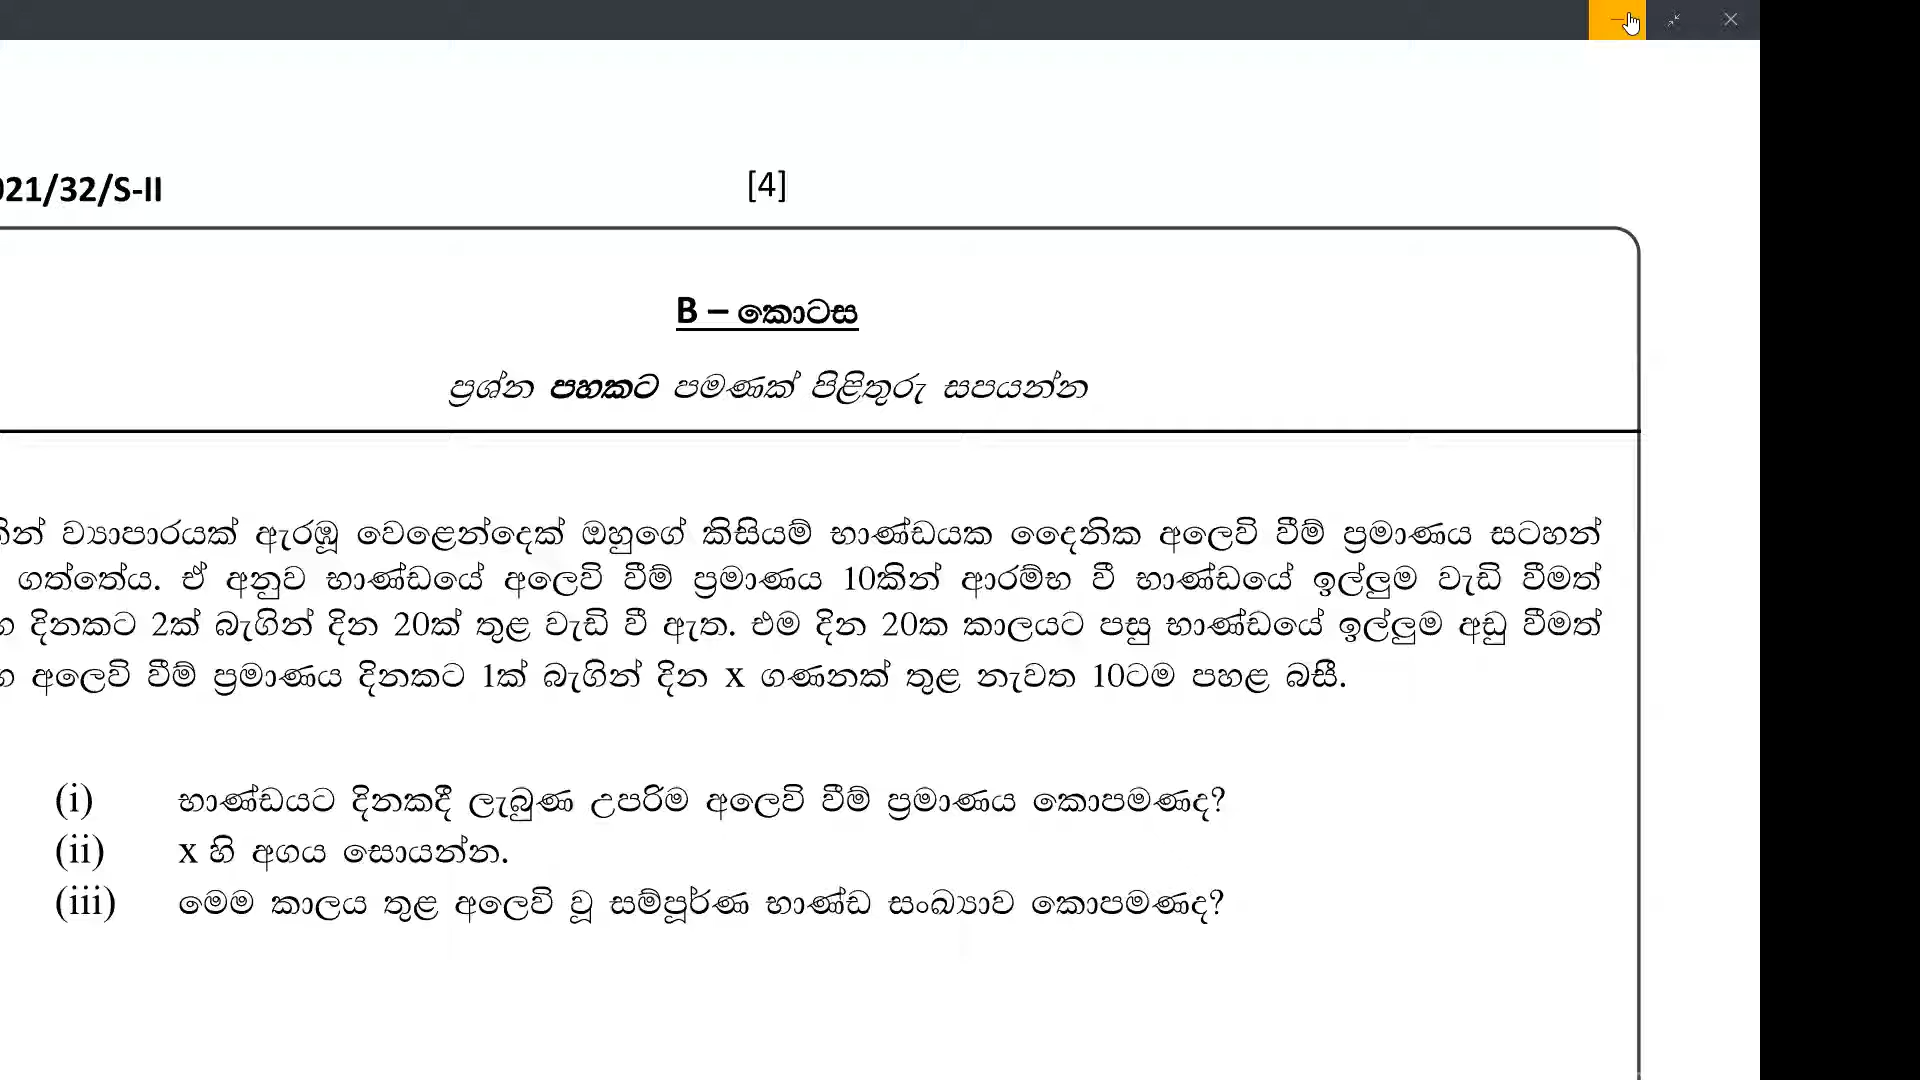 021/32/S-II
[4]
B – කොටස
ප්‍රශ්න පහකට පමණක් පිළිතුරු සපයන්න
ව්‍යාපාරයක් ඇරඹූ වෙළෙන්දෙක් ඔහුගේ කිසියම් භාණ්ඩයක දෛනික අලෙවි වීම් ප්‍රමාණය සටහන්
ගත්තේය. ඒ අනුව භාණ්ඩයේ අලෙවි වීම් ප්‍රමාණය 10කින් ආරම්භ වී භාණ්ඩයේ ඉල්ලුම වැඩි වීමත්
දිනකට 2ක් බැගින් දින 20ක් තුළ වැඩි වී ඇත. එම දින 20ක කාලයට පසු භාණ්ඩයේ ඉල්ලුම අඩු වීමත්
අලෙවි වීම් ප්‍රමාණය දිනකට 1ක් බැගින් දින x ගණනක් තුළ නැවත 10ටම පහළ බසී.
(i) භාණ්ඩයට දිනකදී ලැබුණ උපරිම අලෙවි වීම් ප්‍රමාණය කොපමණද?
(ii) x හි අගය සොයන්න.
(iii) මෙම කාලය තුළ අලෙවි වූ සම්පූර්ණ භාණ්ඩ සංඛ්‍යාව කොපමණද?